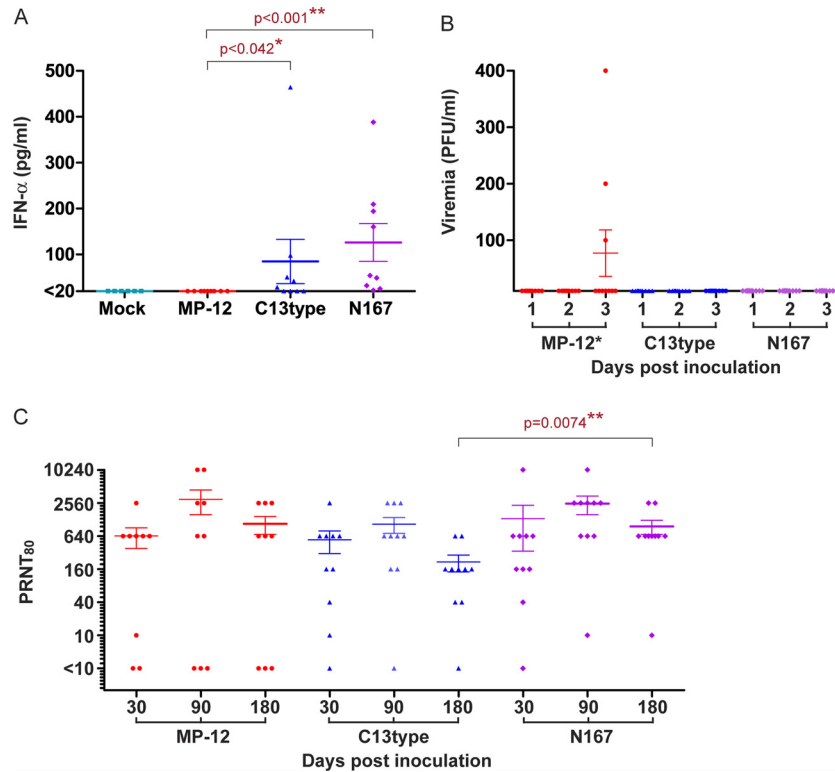 A
p<0.001**
p<0.042*
500
400
300
200
100
<20
IFN-α (pg/ml)
Mock MP-12 C13type N167
B
400
300
200
100
Viremia (PFU/ml)
1 2 3 1 2 3 1 2 3
MP-12* C13type N167
Days post inoculation
C
p=0.0074**
10240
2560
640
160
40
10
<10
PRNT80
30 90 180 30 90 180 30 90 180
MP-12 C13type N167
Days post inoculation